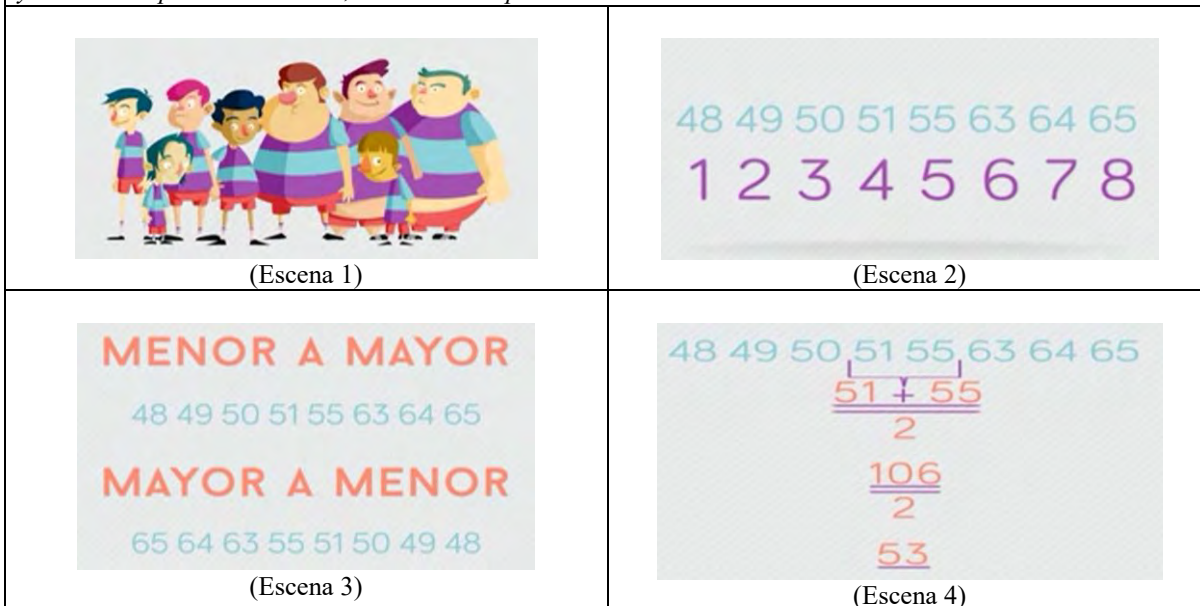 (Escena 1)
48 49 50 51 55 63 64 65
1 2 3 4 5 6 7 8
(Escena 2)
MENOR A MAYOR
48 49 50 51 55 63 64 65
MAYOR A MENOR
65 64 63 55 51 50 49 48
(Escena 3)
48 49 50 51 55 63 64 65
51 + 55
2
106
2
53
(Escena 4)